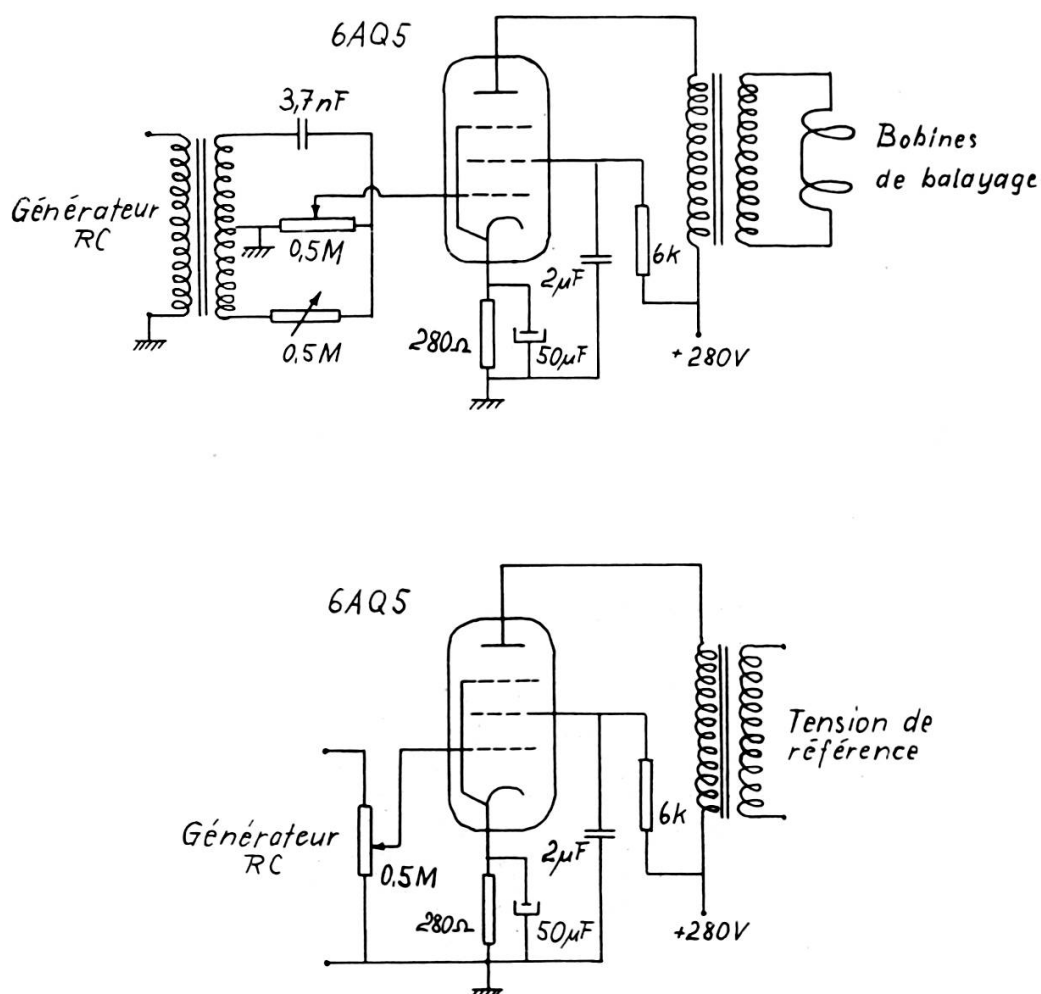 6AQ5
3,7nF
Générateur
RC
0,5M
0,5M
280Ω
50µF
2µF
6k
+280V
Bobines
de balayage
6AQ5
Générateur
RC
0,5M
280Ω
50µF
2µF
6k
+280V
Tension de
référence